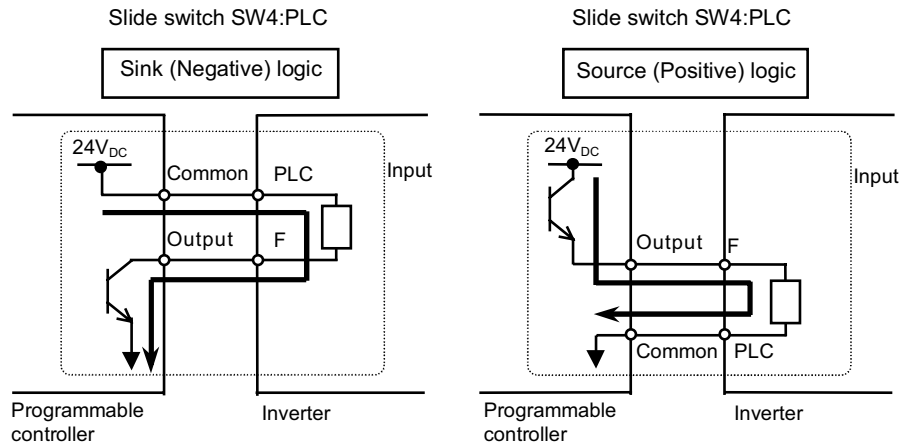 Slide switch SW4:PLC
Sink (Negative) logic
24VDC
Common
PLC
Input
Output
F
Programmable
controller
Inverter
Slide switch SW4:PLC
Source (Positive) logic
24VDC
Input
Output
F
Common
PLC
Programmable
controller
Inverter